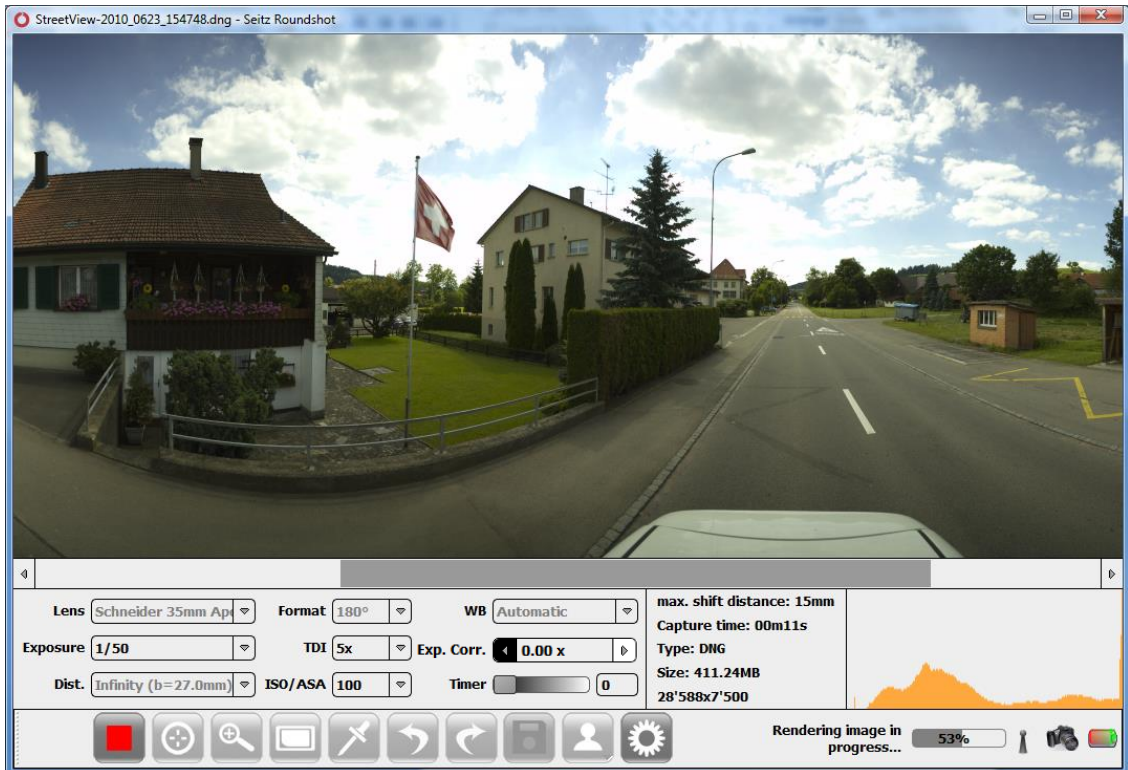 StreetView-2010_0623_154748.dng - Seitz Roundshot
Lens Schneider 35mm Apo Format 180° WB Automatic
Exposure 1/50 TDI 5x Exp. Corr. 0.00 x
Dist. Infinity (b=27.0mm) ISO/ASA 100 Timer 0
max. shift distance: 15mm
Capture time: 00m11s
Type: DNG
Size: 411.24MB
28'588x7'500
Rendering image in
progress...
53%